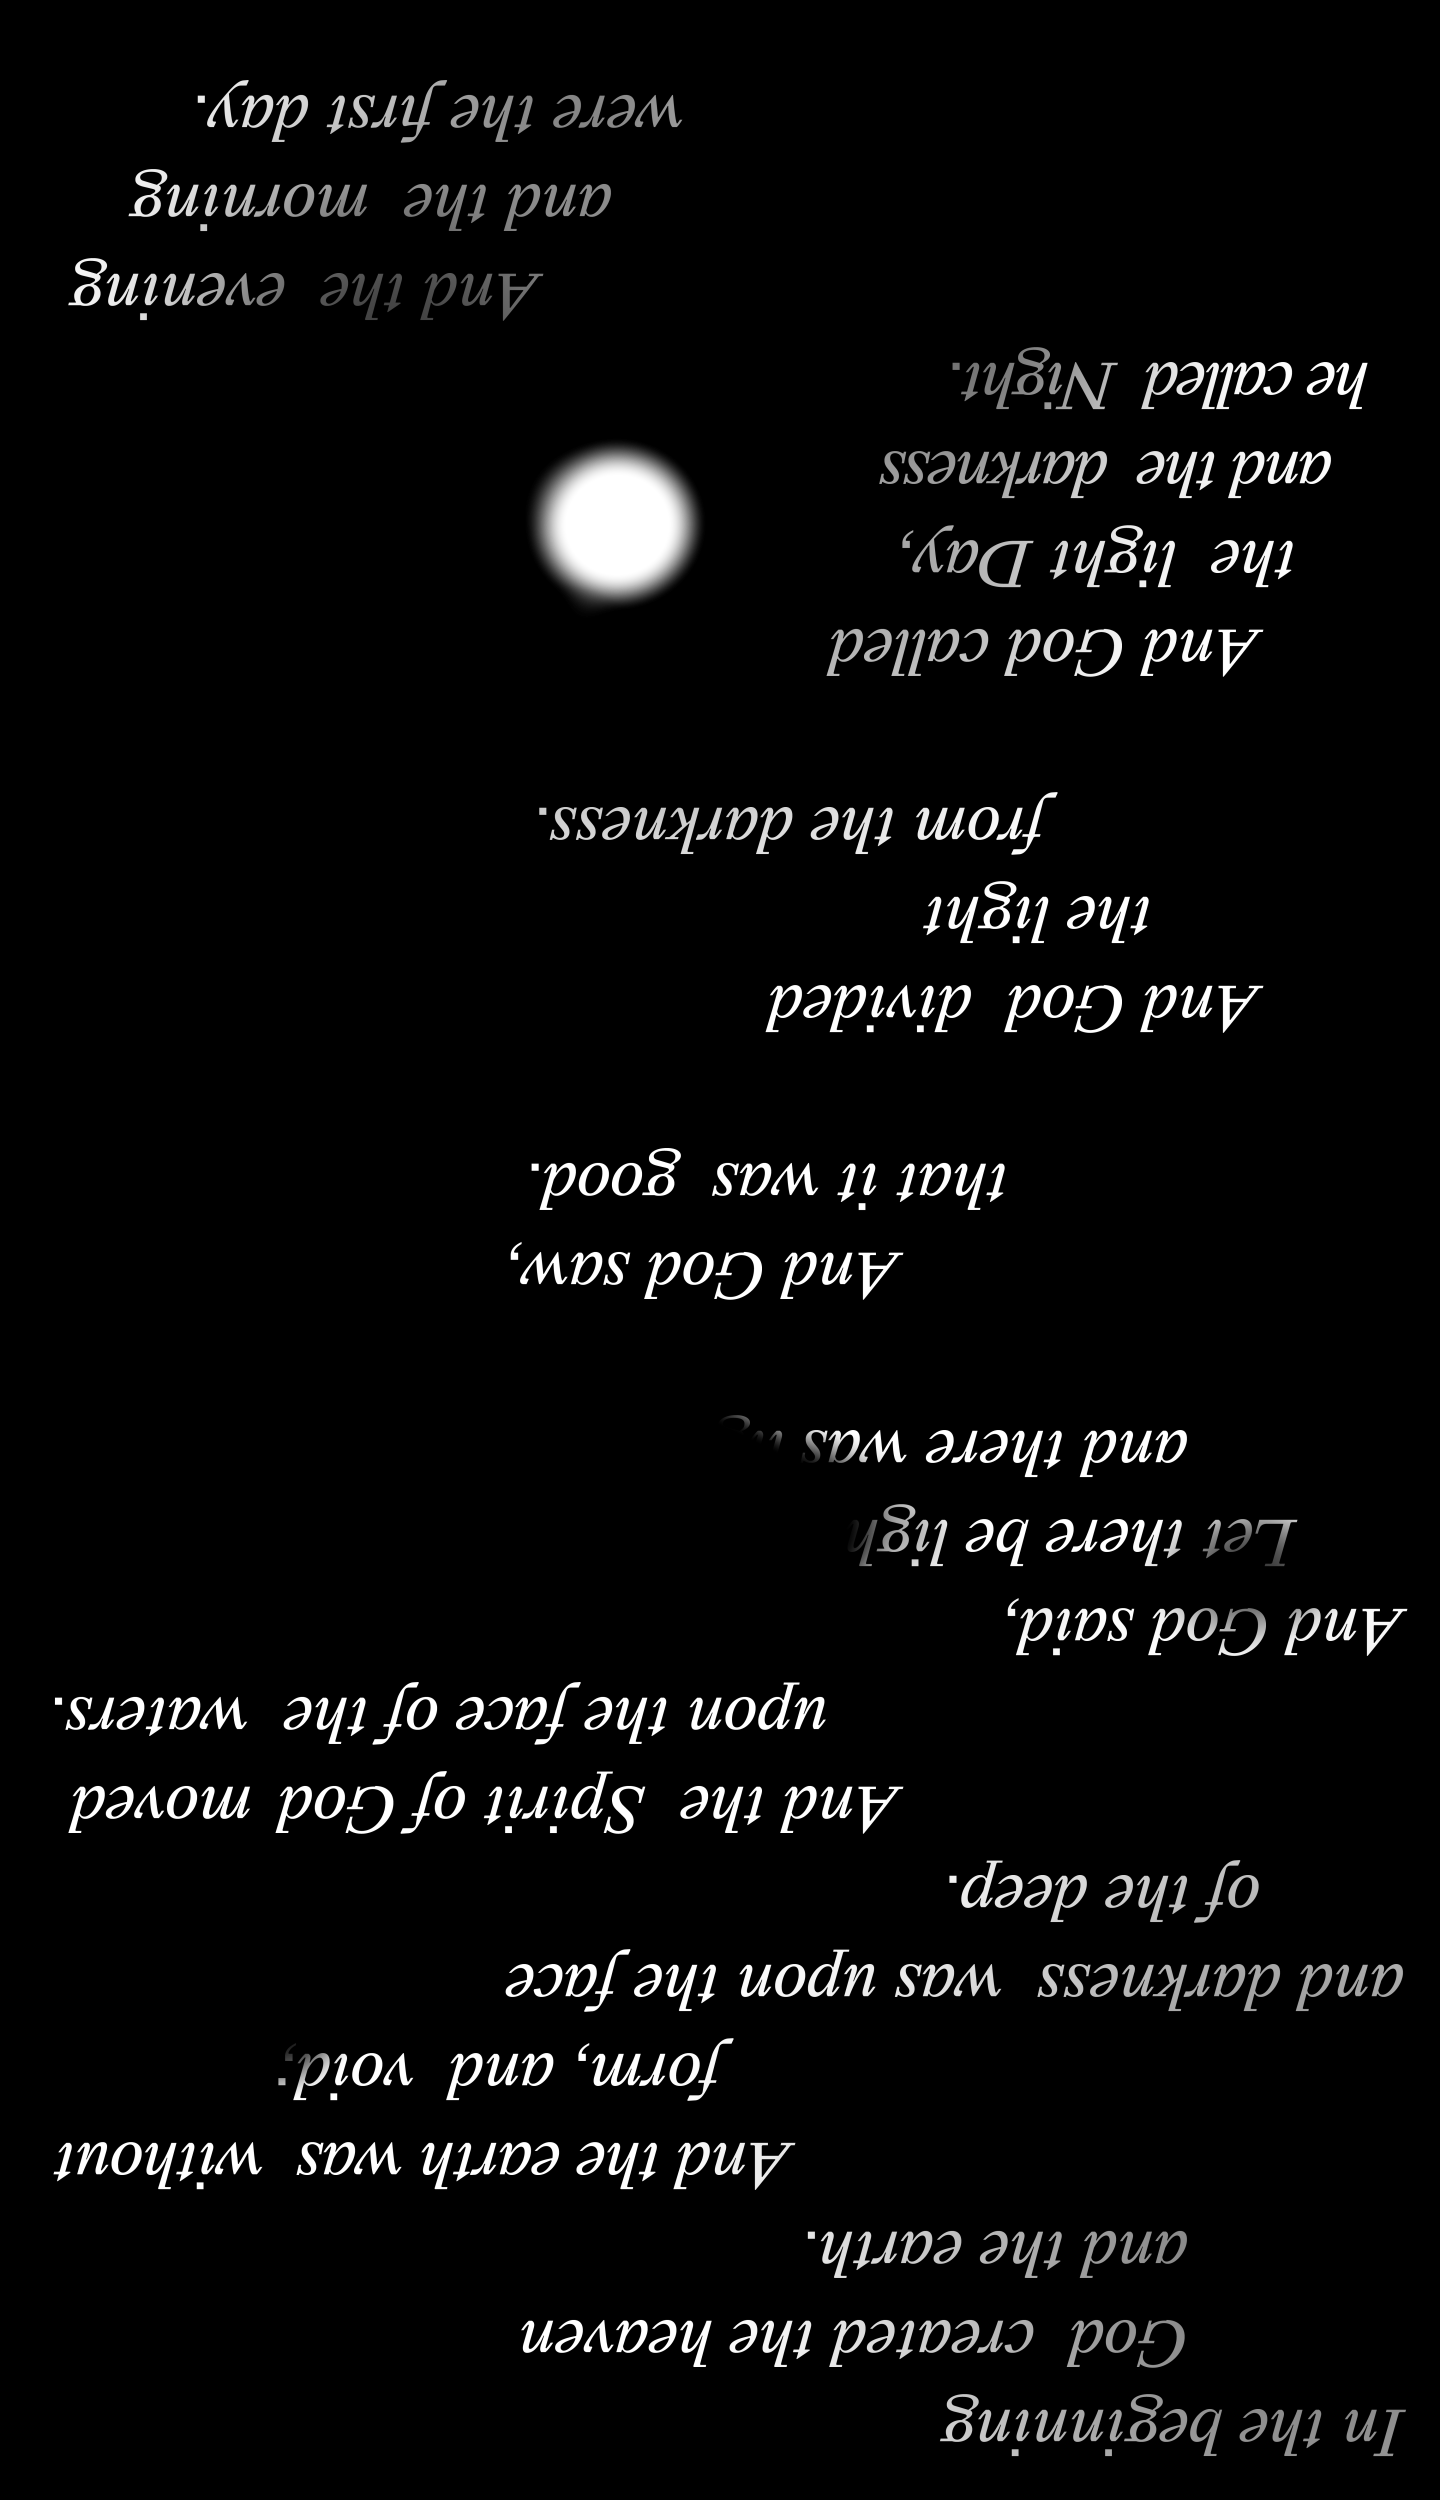 In the beginning
God created the heaven
and the earth.
And the earth was without
form, and void;
and darkness was upon the face
of the deep.
And the Spirit of God moved
upon the face of the waters.
And God said,
Let there be
and there was
And God saw,
that it was good.
And God divided
the light
from the darkness.
And God called
the light Day,
and the darkness
he called Night.
And the evening
and the morning
were the first day.